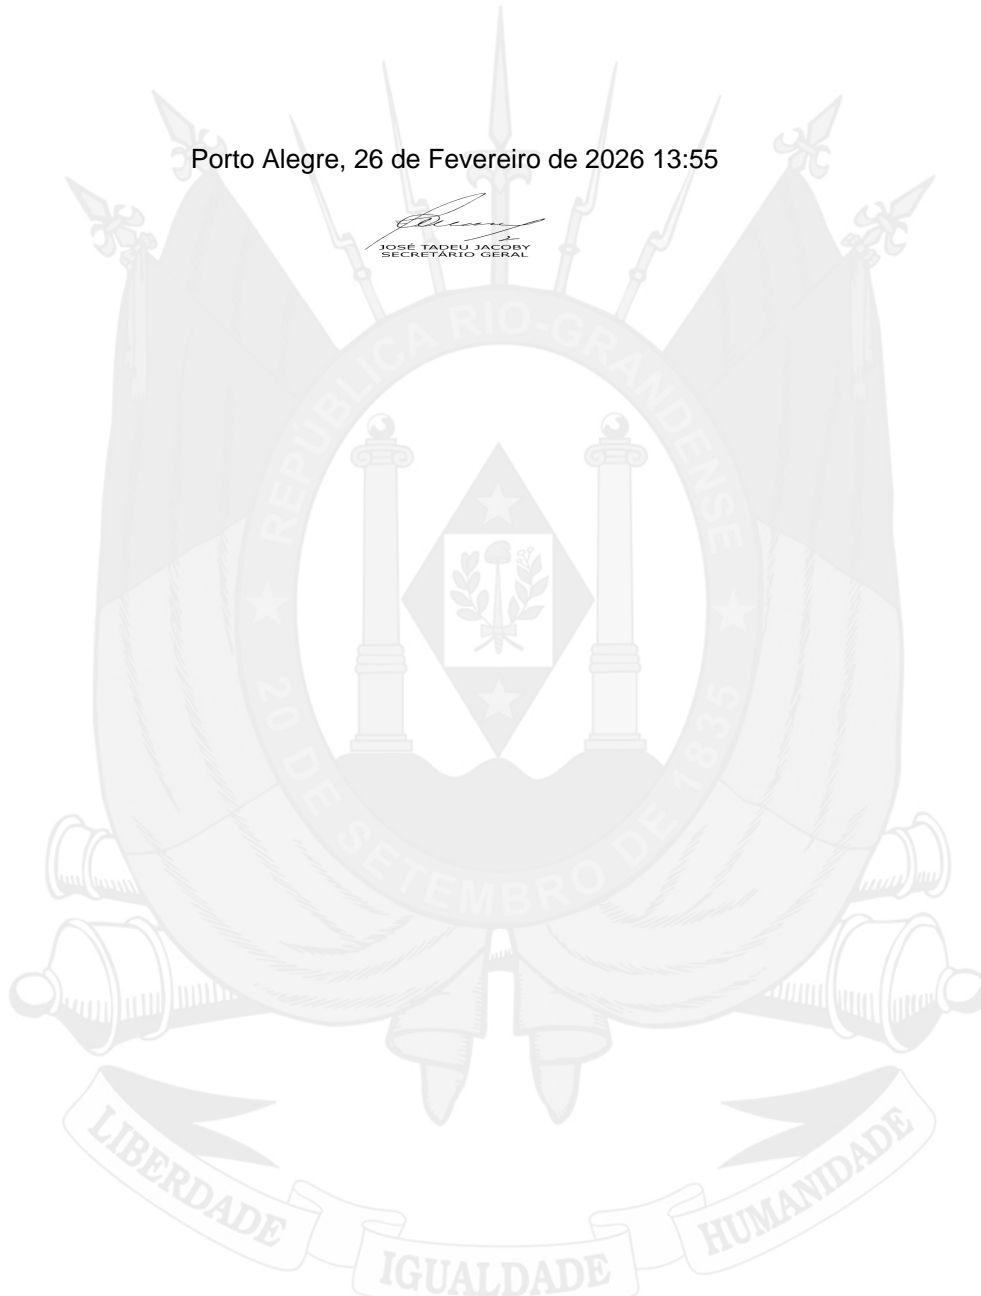 Porto Alegre, 26 de Fevereiro de 2026 13:55
JOSÉ TADEU JACOBY
SECRETÁRIO GERAL
REPÚBLICA RIO-GRANDENSE
20 DE SETEMBRO DE 1835
LIBERDADE
IGUALDADE
HUMANIDADE